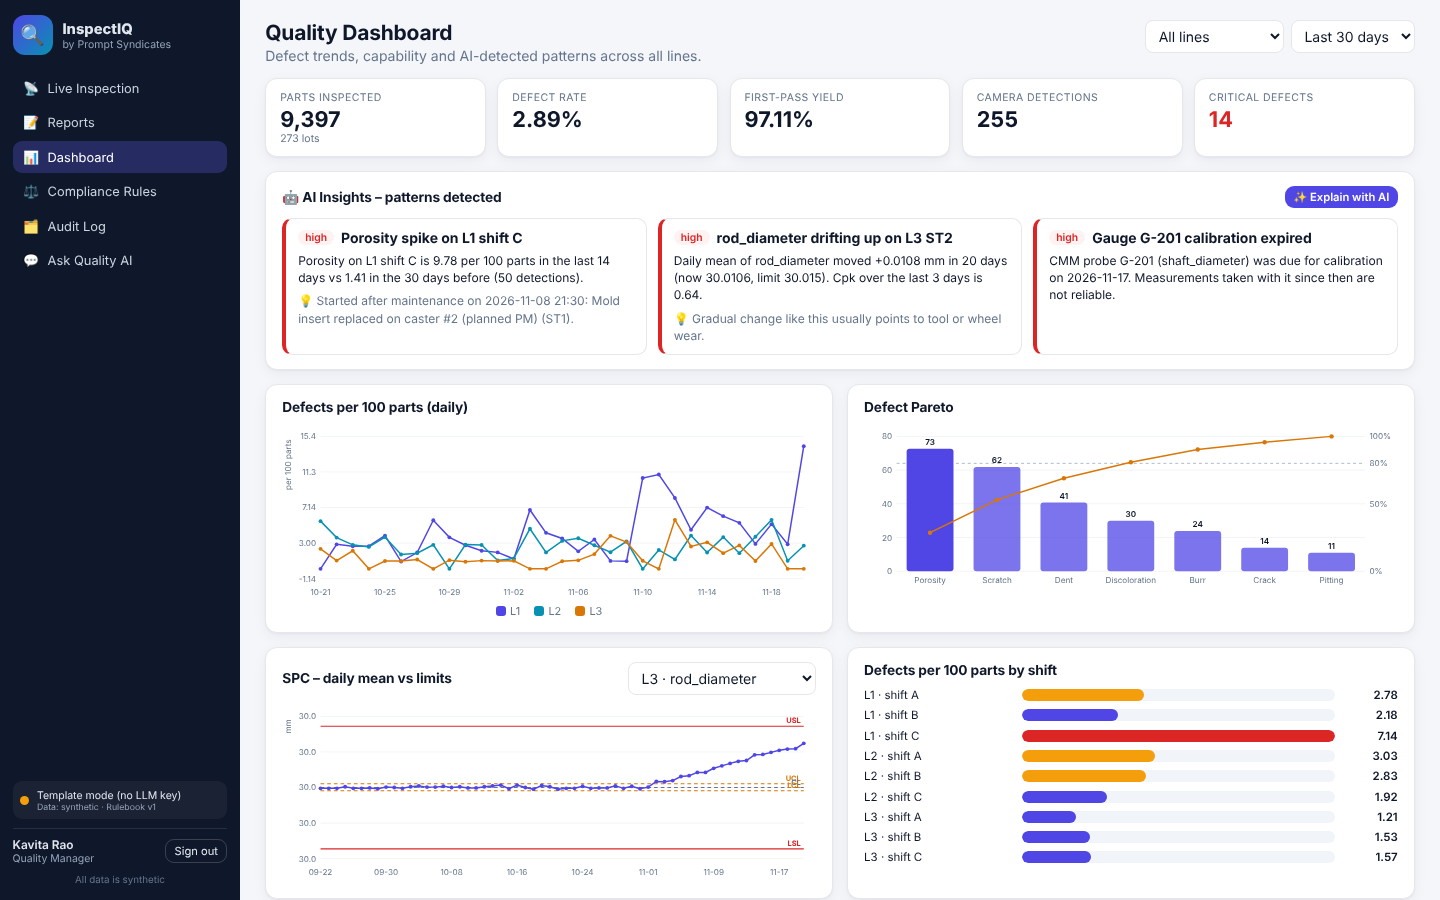 InspectIQ
by Prompt Syndicates
Live Inspection
Reports
Dashboard
Compliance Rules
Audit Log
Ask Quality AI
Template mode (no LLM key)
Data: synthetic · Rulebook v1
Kavita Rao
Quality Manager
Sign out
All data is synthetic
Quality Dashboard
Defect trends, capability and AI-detected patterns across all lines.
All lines
Last 30 days
PARTS INSPECTED
9,397
273 lots
DEFECT RATE
2.89%
FIRST-PASS YIELD
97.11%
CAMERA DETECTIONS
255
CRITICAL DEFECTS
14
AI Insights – patterns detected
Explain with AI
high Porosity spike on L1 shift C
Porosity on L1 shift C is 9.78 per 100 parts in the last 14
days vs 1.41 in the 30 days before (50 detections).
Started after maintenance on 2026-11-08 21:30: Mold
insert replaced on caster #2 (planned PM) (ST1).
high rod_diameter drifting up on L3 ST2
Daily mean of rod_diameter moved +0.0108 mm in 20 days
(now 30.0106, limit 30.015). Cpk over the last 3 days is
0.64.
Gradual change like this usually points to tool or wheel
wear.
high Gauge G-201 calibration expired
CMM probe G-201 (shaft_diameter) was due for calibration
on 2026-11-17. Measurements taken with it since then are
not reliable.
Defects per 100 parts (daily)
per 100 parts
15.4
11.3
7.14
3.00
-1.14
10-21 10-25 10-29 11-02 11-06 11-10 11-14 11-18
L1 L2 L3
Defect Pareto
80
60
40
20
0
73 62 41 30 24 14 11
100%
80%
50%
0%
Porosity Scratch Dent Discoloration Burr Crack Pitting
SPC – daily mean vs limits
L3 · rod_diameter
mm
30.0
30.0
30.0
30.0
30.0
USL
UCL
LSL
09-22 09-30 10-08 10-16 10-24 11-01 11-09 11-17
Defects per 100 parts by shift
L1 · shift A 2.78
L1 · shift B 2.18
L1 · shift C 7.14
L2 · shift A 3.03
L2 · shift B 2.83
L2 · shift C 1.92
L3 · shift A 1.21
L3 · shift B 1.53
L3 · shift C 1.57